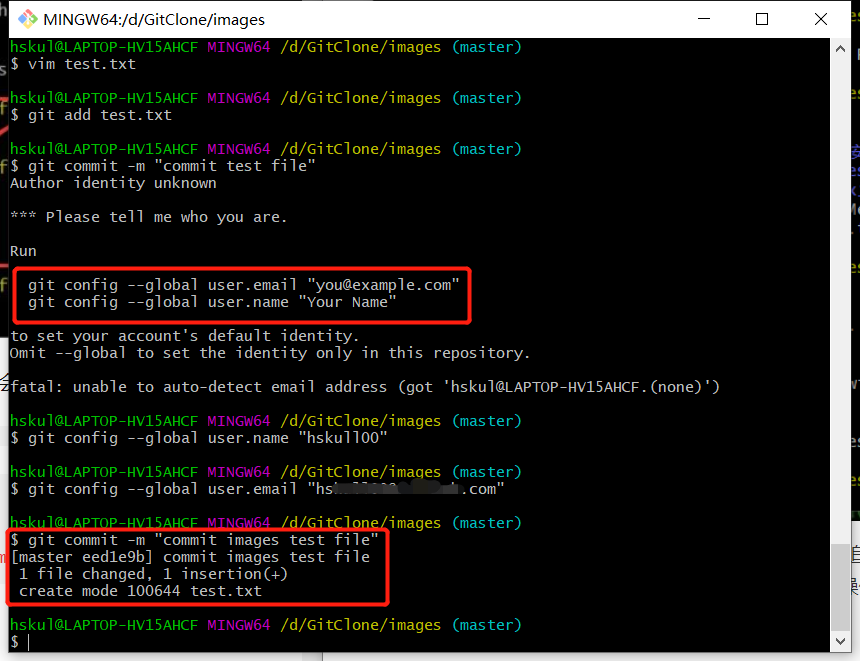 MINGW64:/d/GitClone/images
hskul@LAPTOP-HV15AHCF MINGW64 /d/GitClone/images (master)
$ vim test.txt
hskul@LAPTOP-HV15AHCF MINGW64 /d/GitClone/images (master)
$ git add test.txt
hskul@LAPTOP-HV15AHCF MINGW64 /d/GitClone/images (master)
$ git commit -m "commit test file"
Author identity unknown
*** Please tell me who you are.
Run
git config --global user.email "you@example.com"
git config --global user.name "Your Name"
to set your account's default identity.
Omit --global to set the identity only in this repository.
fatal: unable to auto-detect email address (got 'hskul@LAPTOP-HV15AHCF.(none)')
hskul@LAPTOP-HV15AHCF MINGW64 /d/GitClone/images (master)
$ git config --global user.name "hskull00"
hskul@LAPTOP-HV15AHCF MINGW64 /d/GitClone/images (master)
$ git config --global user.email "hs .com"
hskul@LAPTOP-HV15AHCF MINGW64 /d/GitClone/images (master)
$ git commit -m "commit images test file"
[master eed1e9b] commit images test file
1 file changed, 1 insertion(+)
create mode 100644 test.txt
hskul@LAPTOP-HV15AHCF MINGW64 /d/GitClone/images (master)
$